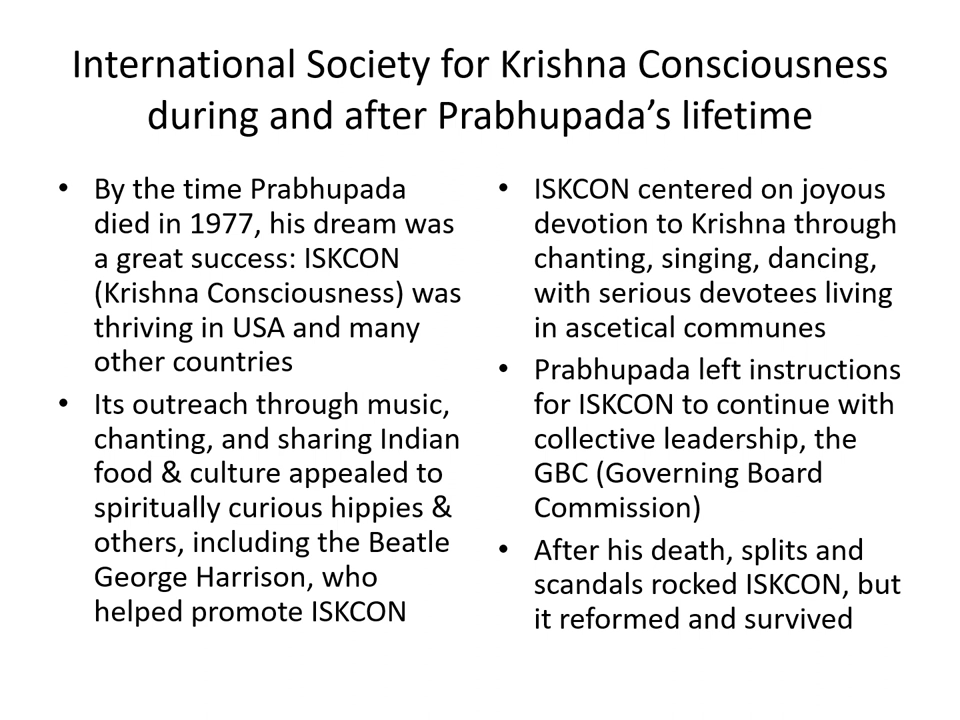 International Society for Krishna Consciousness
during and after Prabhupada’s lifetime
• By the time Prabhupada
died in 1977, his dream was
a great success: ISKCON
(Krishna Consciousness) was
thriving in USA and many
other countries
• Its outreach through music,
chanting, and sharing Indian
food & culture appealed to
spiritually curious hippies &
others, including the Beatle
George Harrison, who
helped promote ISKCON
• ISKCON centered on joyous
devotion to Krishna through
chanting, singing, dancing,
with serious devotees living
in ascetical communes
• Prabhupada left instructions
for ISKCON to continue with
collective leadership, the
GBC (Governing Board
Commission)
• After his death, splits and
scandals rocked ISKCON, but
it reformed and survived